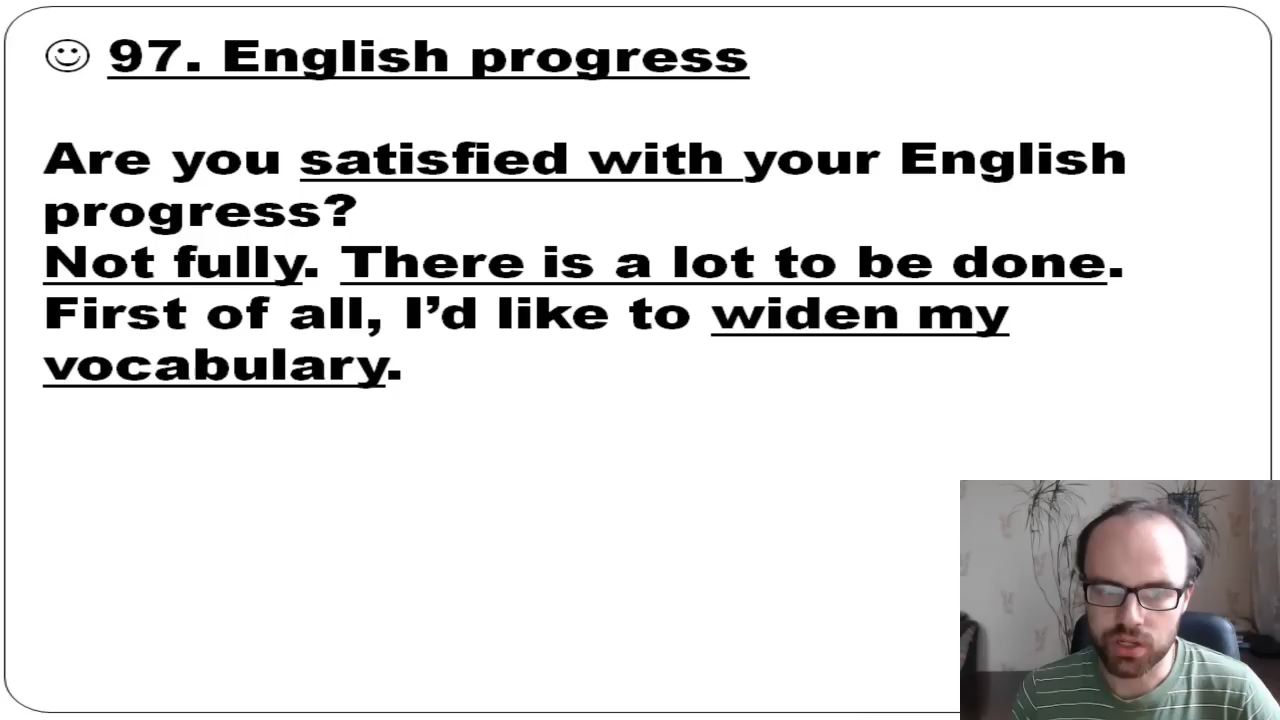 ☺ 97. English progress
Are you satisfied with your English
progress?
Not fully. There is a lot to be done.
First of all, I’d like to widen my
vocabulary.